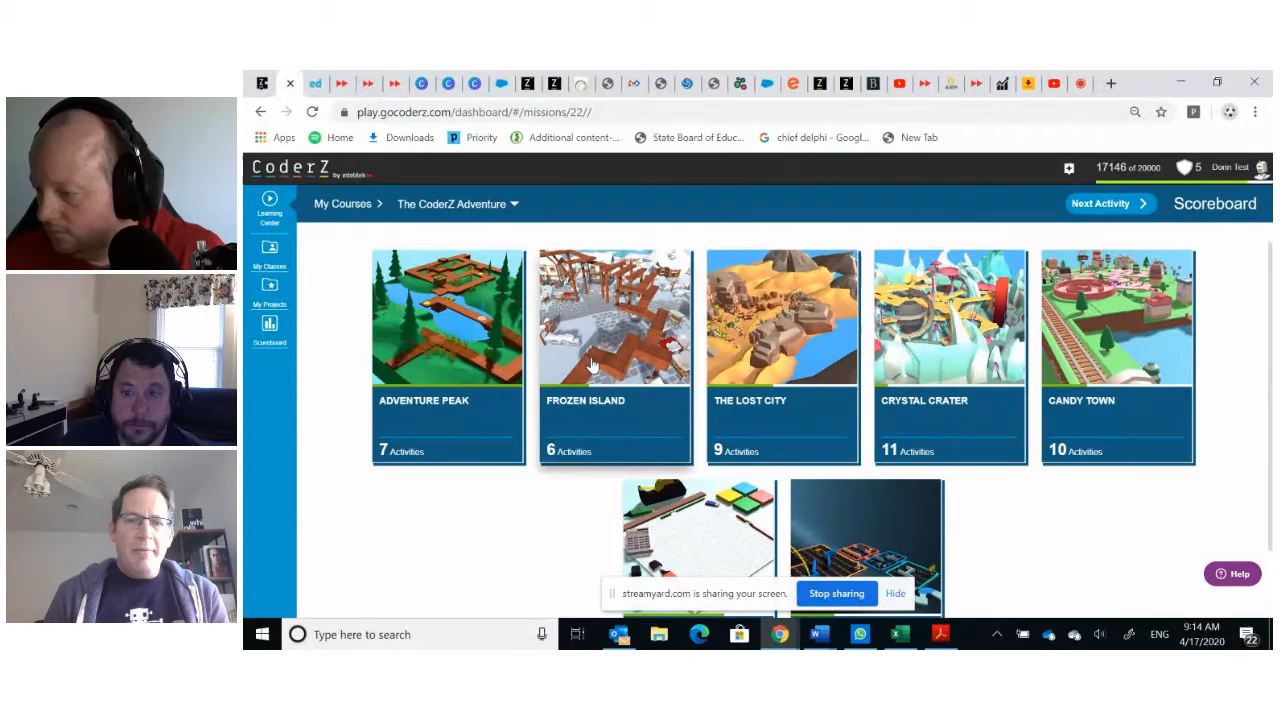 ed
play.gocoderz.com/dashboard/#/missions/22//
Apps
Home
Downloads
Priority
Additional content-...
State Board of Educ...
chief delphi - Googl...
New Tab
CoderZ
by intelitek
17146 of 20000
5
Dorin Test
Learning
Center
My Courses >
The CoderZ Adventure
Next Activity
Scoreboard
My Classes
My Projects
Scoreboard
ADVENTURE PEAK
7 Activities
FROZEN ISLAND
6 Activities
THE LOST CITY
9 Activities
CRYSTAL CRATER
11 Activities
CANDY TOWN
10 Activities
streamyard.com is sharing your screen.
Stop sharing
Hide
Help
Type here to search
ENG
9:14 AM
4/17/2020
22